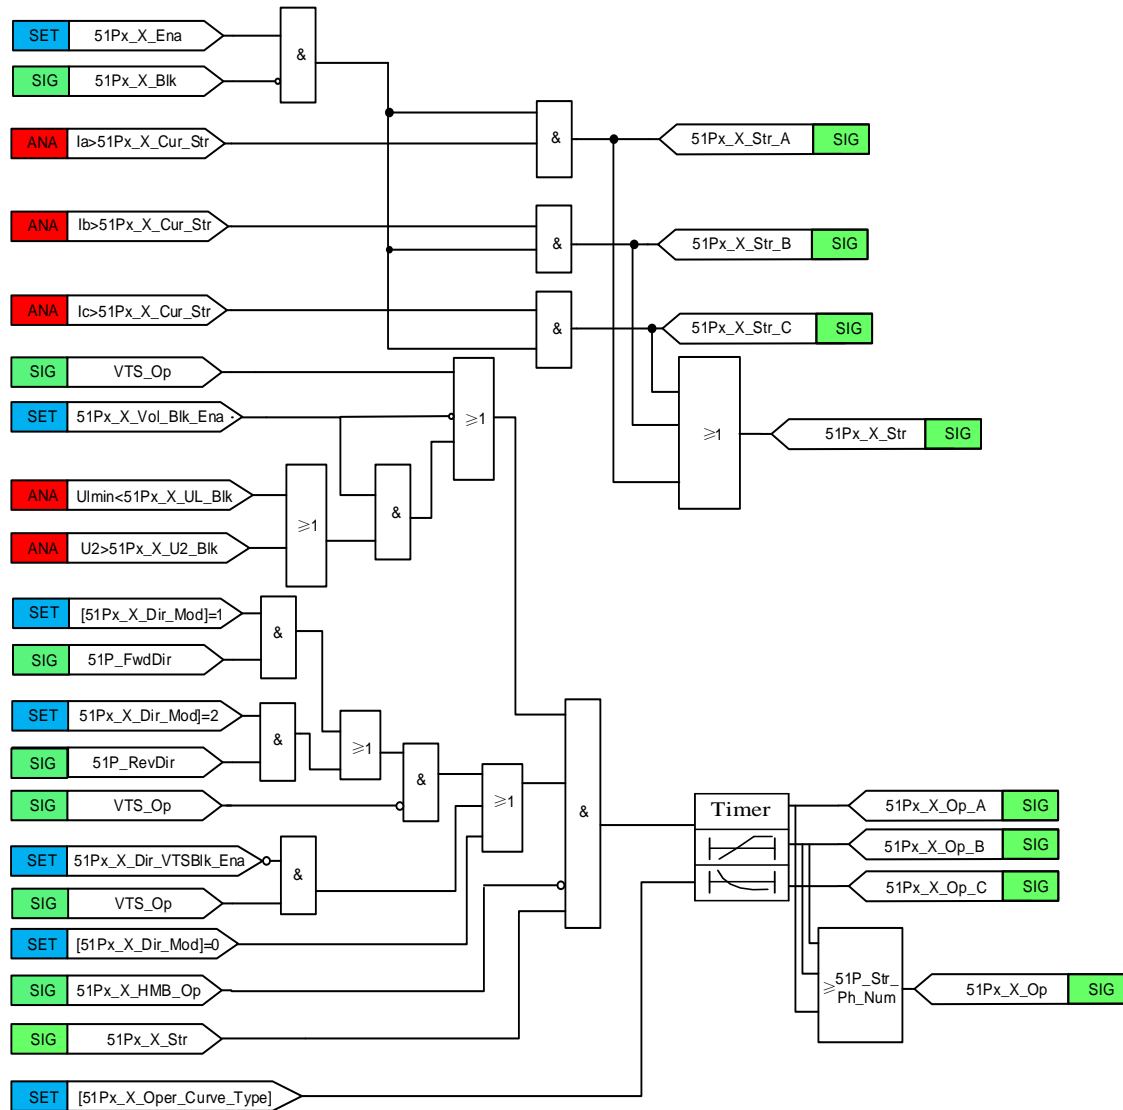 SET 51Px_X_Ena
&
SIG 51Px_X_Blk
ANA Ia>51Px_X_Cur_Str
&
51Px_X_Str_A SIG
ANA Ib>51Px_X_Cur_Str
&
51Px_X_Str_B SIG
ANA Ic>51Px_X_Cur_Str
&
51Px_X_Str_C SIG
SIG VTS_Op
SET 51Px_X_Vol_Blk_Ena
≥1
≥1
51Px_X_Str SIG
ANA Ulmin<51Px_X_UL_Blk
≥1
&
ANA U2>51Px_X_U2_Blk
SET [51Px_X_Dir_Mod]=1
&
SIG 51P_FwdDir
SET 51Px_X_Dir_Mod]=2
&
≥1
SIG 51P_RevDir
&
SIG VTS_Op
≥1
&
Timer
51Px_X_Op_A SIG
51Px_X_Op_B SIG
51Px_X_Op_C SIG
SET 51Px_X_Dir_VTSBlk_Ena
&
SIG VTS_Op
SET [51Px_X_Dir_Mod]=0
SIG 51Px_X_HMB_Op
≥51P_Str_
Ph_Num
51Px_X_Op SIG
SIG 51Px_X_Str
SET [51Px_X_Oper_Curve_Type]